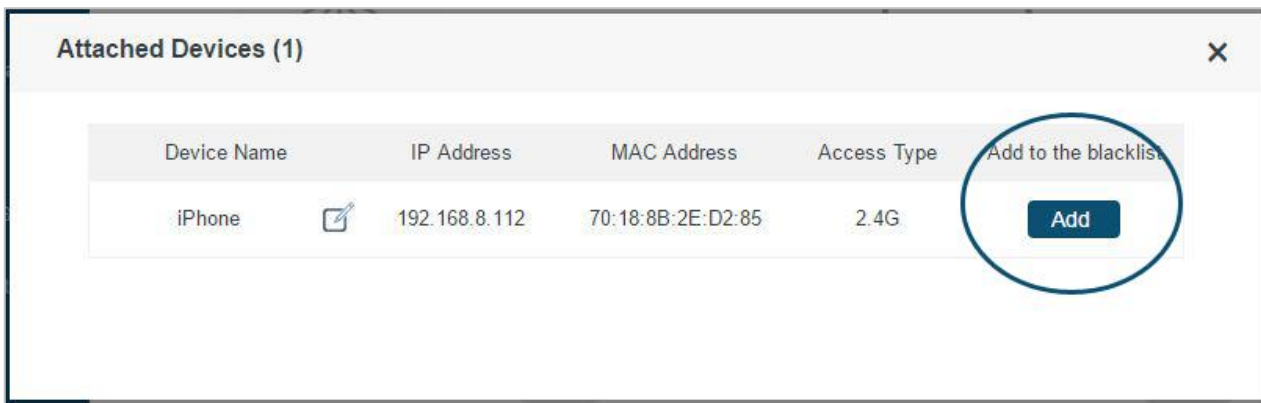 Attached Devices (1)
Device Name IP Address MAC Address Access Type Add to the blacklist
iPhone 192.168.8.112 70:18:8B:2E:D2:85 2.4G Add